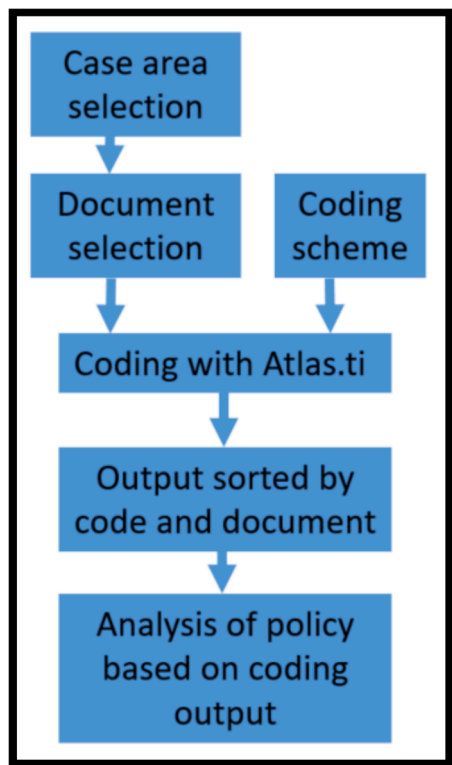 Case area
selection
Document
selection
Coding
scheme
Coding with Atlas.ti
Output sorted by
code and document
Analysis of policy
based on coding
output